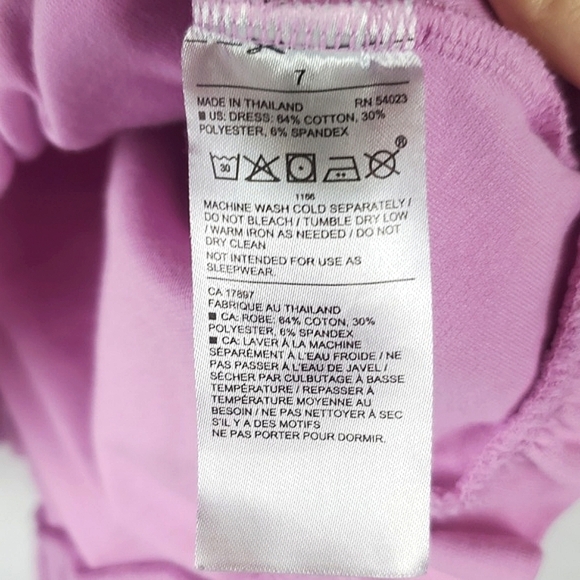 7
MADE IN THAILAND RN 54023
■ US: DRESS: 64% COTTON, 30%
POLYESTER, 6% SPANDEX
30
®
1166
MACHINE WASH COLD SEPARATELY /
DO NOT BLEACH / TUMBLE DRY LOW
/ WARM IRON AS NEEDED / DO NOT
DRY CLEAN
NOT INTENDED FOR USE AS
SLEEPWEAR.
CA 17897
FABRIQUE AU THAILAND
■ CA: ROBE: 64% COTON, 30%
POLYESTER, 6% SPANDEX
■ CA: LAVER À LA MACHINE
SÉPARÉMENT À L'EAU FROIDE / NE
PAS PASSER À L'EAU DE JAVEL /
SÉCHER PAR CULBUTAGE À BASSE
TEMPÉRATURE / REPASSER À
TEMPÉRATURE MOYENNE AU
BESOIN / NE PAS NETTOYER À SEC
S'IL Y A DES MOTIFS
NE PAS PORTER POUR DORMIR.